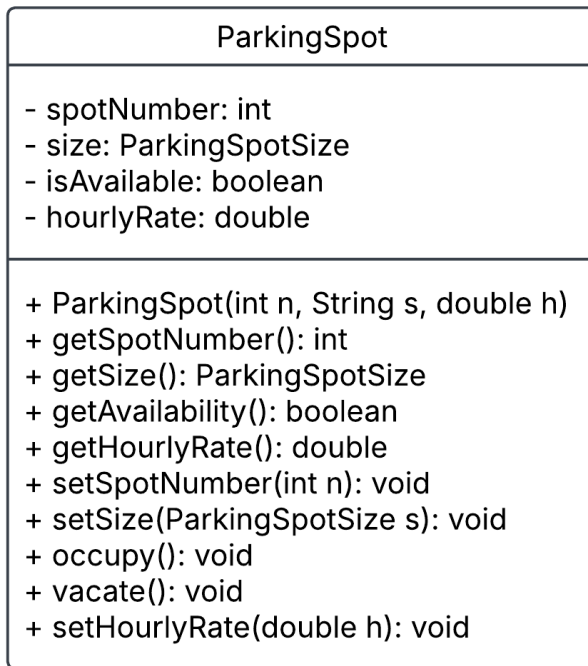 ParkingSpot
- spotNumber: int
- size: ParkingSpotSize
- isAvailable: boolean
- hourlyRate: double
+ ParkingSpot(int n, String s, double h)
+ getSpotNumber(): int
+ getSize(): ParkingSpotSize
+ getAvailability(): boolean
+ getHourlyRate(): double
+ setSpotNumber(int n): void
+ setSize(ParkingSpotSize s): void
+ occupy(): void
+ vacate(): void
+ setHourlyRate(double h): void